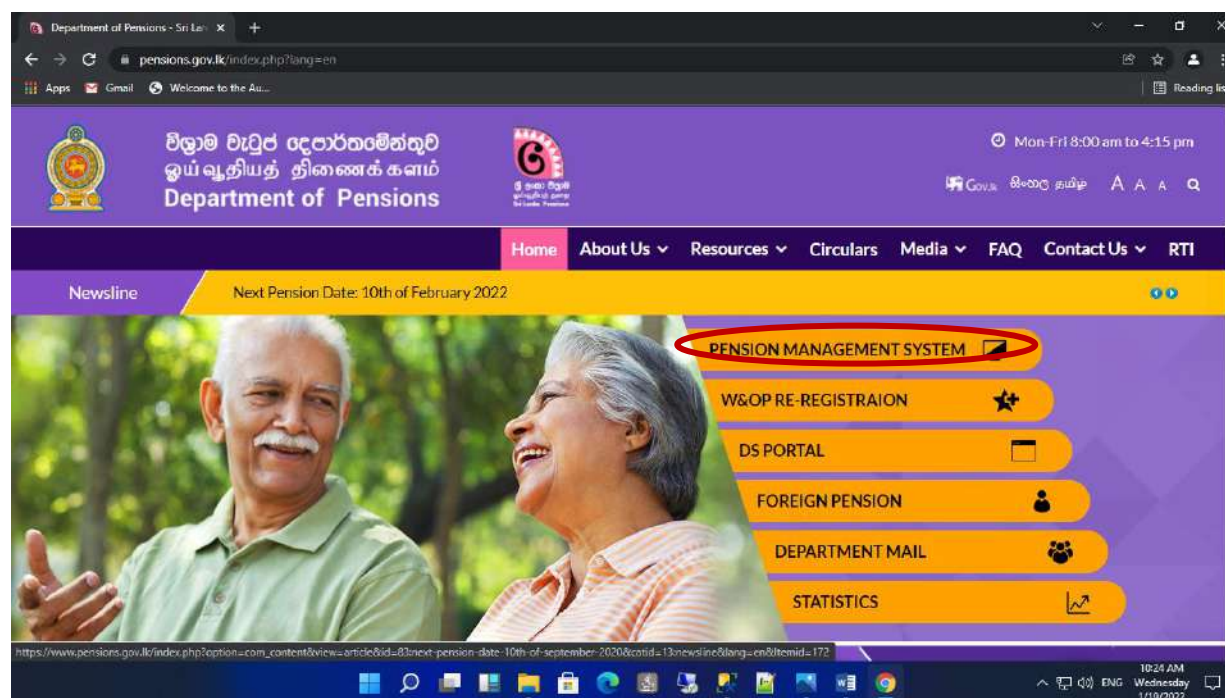 Department of Pensions - Sri Lan
pensions.gov.lk/index.php?lang=en
Apps Gmail Welcome to the Au...
Reading lis
විශ්‍රාම වැටුප් දෙපාර්තමේන්තුව
ஓய்வூதியத் திணைக்களம்
Department of Pensions
Mon-Fri 8:00 am to 4:15 pm
Gov.lk සිංහල தமிழ் A A A
Home About Us Resources Circulars Media FAQ Contact Us RTI
Newsline
Next Pension Date: 10th of February 2022
PENSION MANAGEMENT SYSTEM
W&OP RE-REGISTRAION
DS PORTAL
FOREIGN PENSION
DEPARTMENT MAIL
STATISTICS
https://www.pensions.gov.lk/index.php?option=com_content&view=article&id=83:next-pension-date-10th-of-september-2020&catid=13:newsline&lang=en&Itemid=172
10:24 AM
ENG Wednesday
1/19/2022